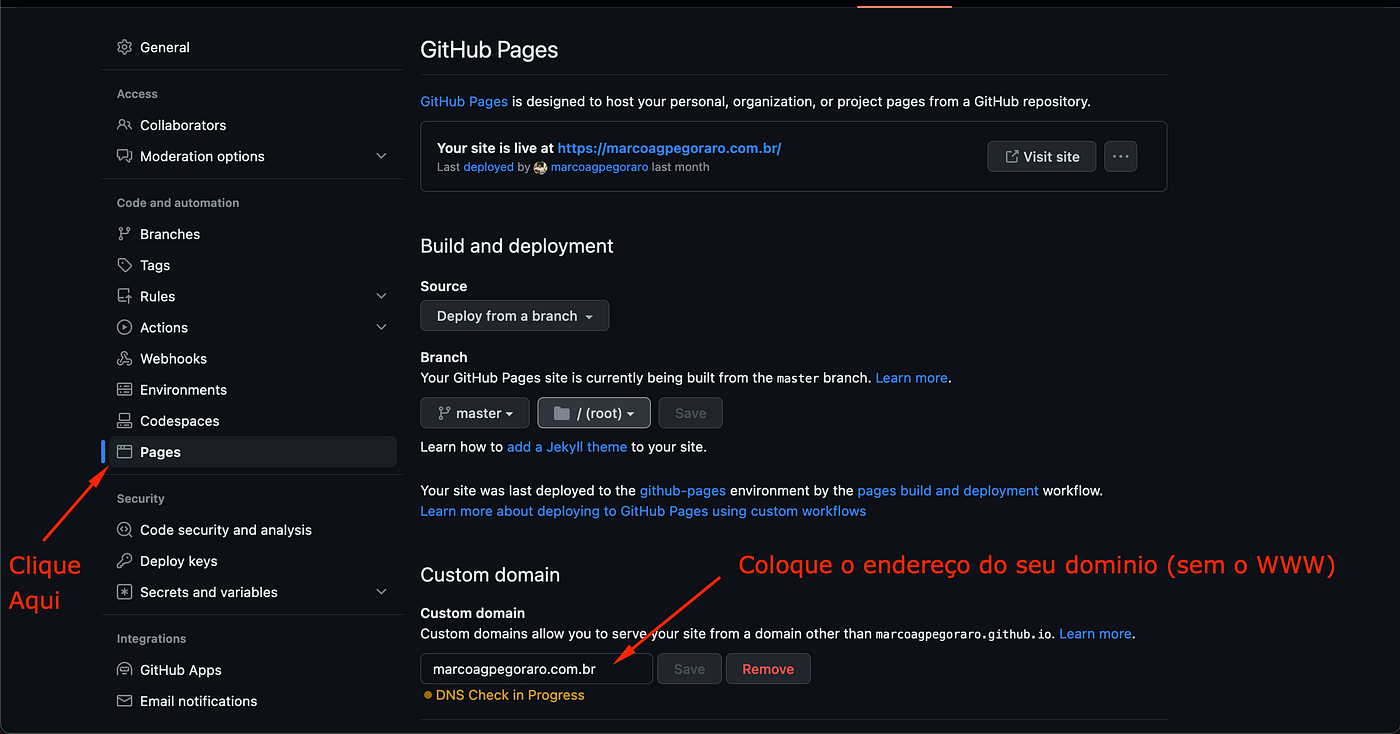 General
Access
Collaborators
Moderation options
Code and automation
Branches
Tags
Rules
Actions
Webhooks
Environments
Codespaces
Pages
Security
Code security and analysis
Deploy keys
Secrets and variables
Integrations
GitHub Apps
Email notifications
Clique
Aqui
GitHub Pages
GitHub Pages is designed to host your personal, organization, or project pages from a GitHub repository.
Your site is live at https://marcoagpegoraro.com.br/
Last deployed by marcoagpegoraro last month
Visit site
Build and deployment
Source
Deploy from a branch
Branch
Your GitHub Pages site is currently being built from the master branch. Learn more.
master / (root) Save
Learn how to add a Jekyll theme to your site.
Your site was last deployed to the github-pages environment by the pages build and deployment workflow.
Learn more about deploying to GitHub Pages using custom workflows
Coloque o endereço do seu dominio (sem o WWW)
Custom domain
Custom domain
Custom domains allow you to serve your site from a domain other than marcoagpegoraro.github.io. Learn more.
marcoagpegoraro.com.br Save Remove
DNS Check in Progress